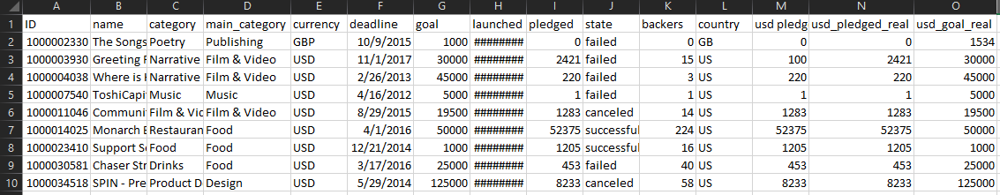 A B C D E F G H I J K L M N O
1 ID name category main_category currency deadline goal launched pledged state backers country usd pledg usd_pledged_real usd_goal_real
2 1000002330 The Songs Poetry Publishing GBP 10/9/2015 1000 ######## 0 failed 0 GB 0 0 1534
3 1000003930 Greeting F Narrative Film & Video USD 11/1/2017 30000 ######## 2421 failed 15 US 100 2421 30000
4 1000004038 Where is H Narrative Film & Video USD 2/26/2013 45000 ######## 220 failed 3 US 220 220 45000
5 1000007540 ToshiCapi Music Music USD 4/16/2012 5000 ######## 1 failed 1 US 1 1 5000
6 1000011046 Communi Film & Vid Film & Video USD 8/29/2015 19500 ######## 1283 canceled 14 US 1283 1283 19500
7 1000014025 Monarch E Restauran Food USD 4/1/2016 50000 ######## 52375 successful 224 US 52375 52375 50000
8 1000023410 Support S Food Food USD 12/21/2014 1000 ######## 1205 successful 16 US 1205 1205 1000
9 1000030581 Chaser Str Drinks Food USD 3/17/2016 25000 ######## 453 failed 40 US 453 453 25000
10 1000034518 SPIN - Pre Product D Design USD 5/29/2014 125000 ######## 8233 canceled 58 US 8233 8233 125000